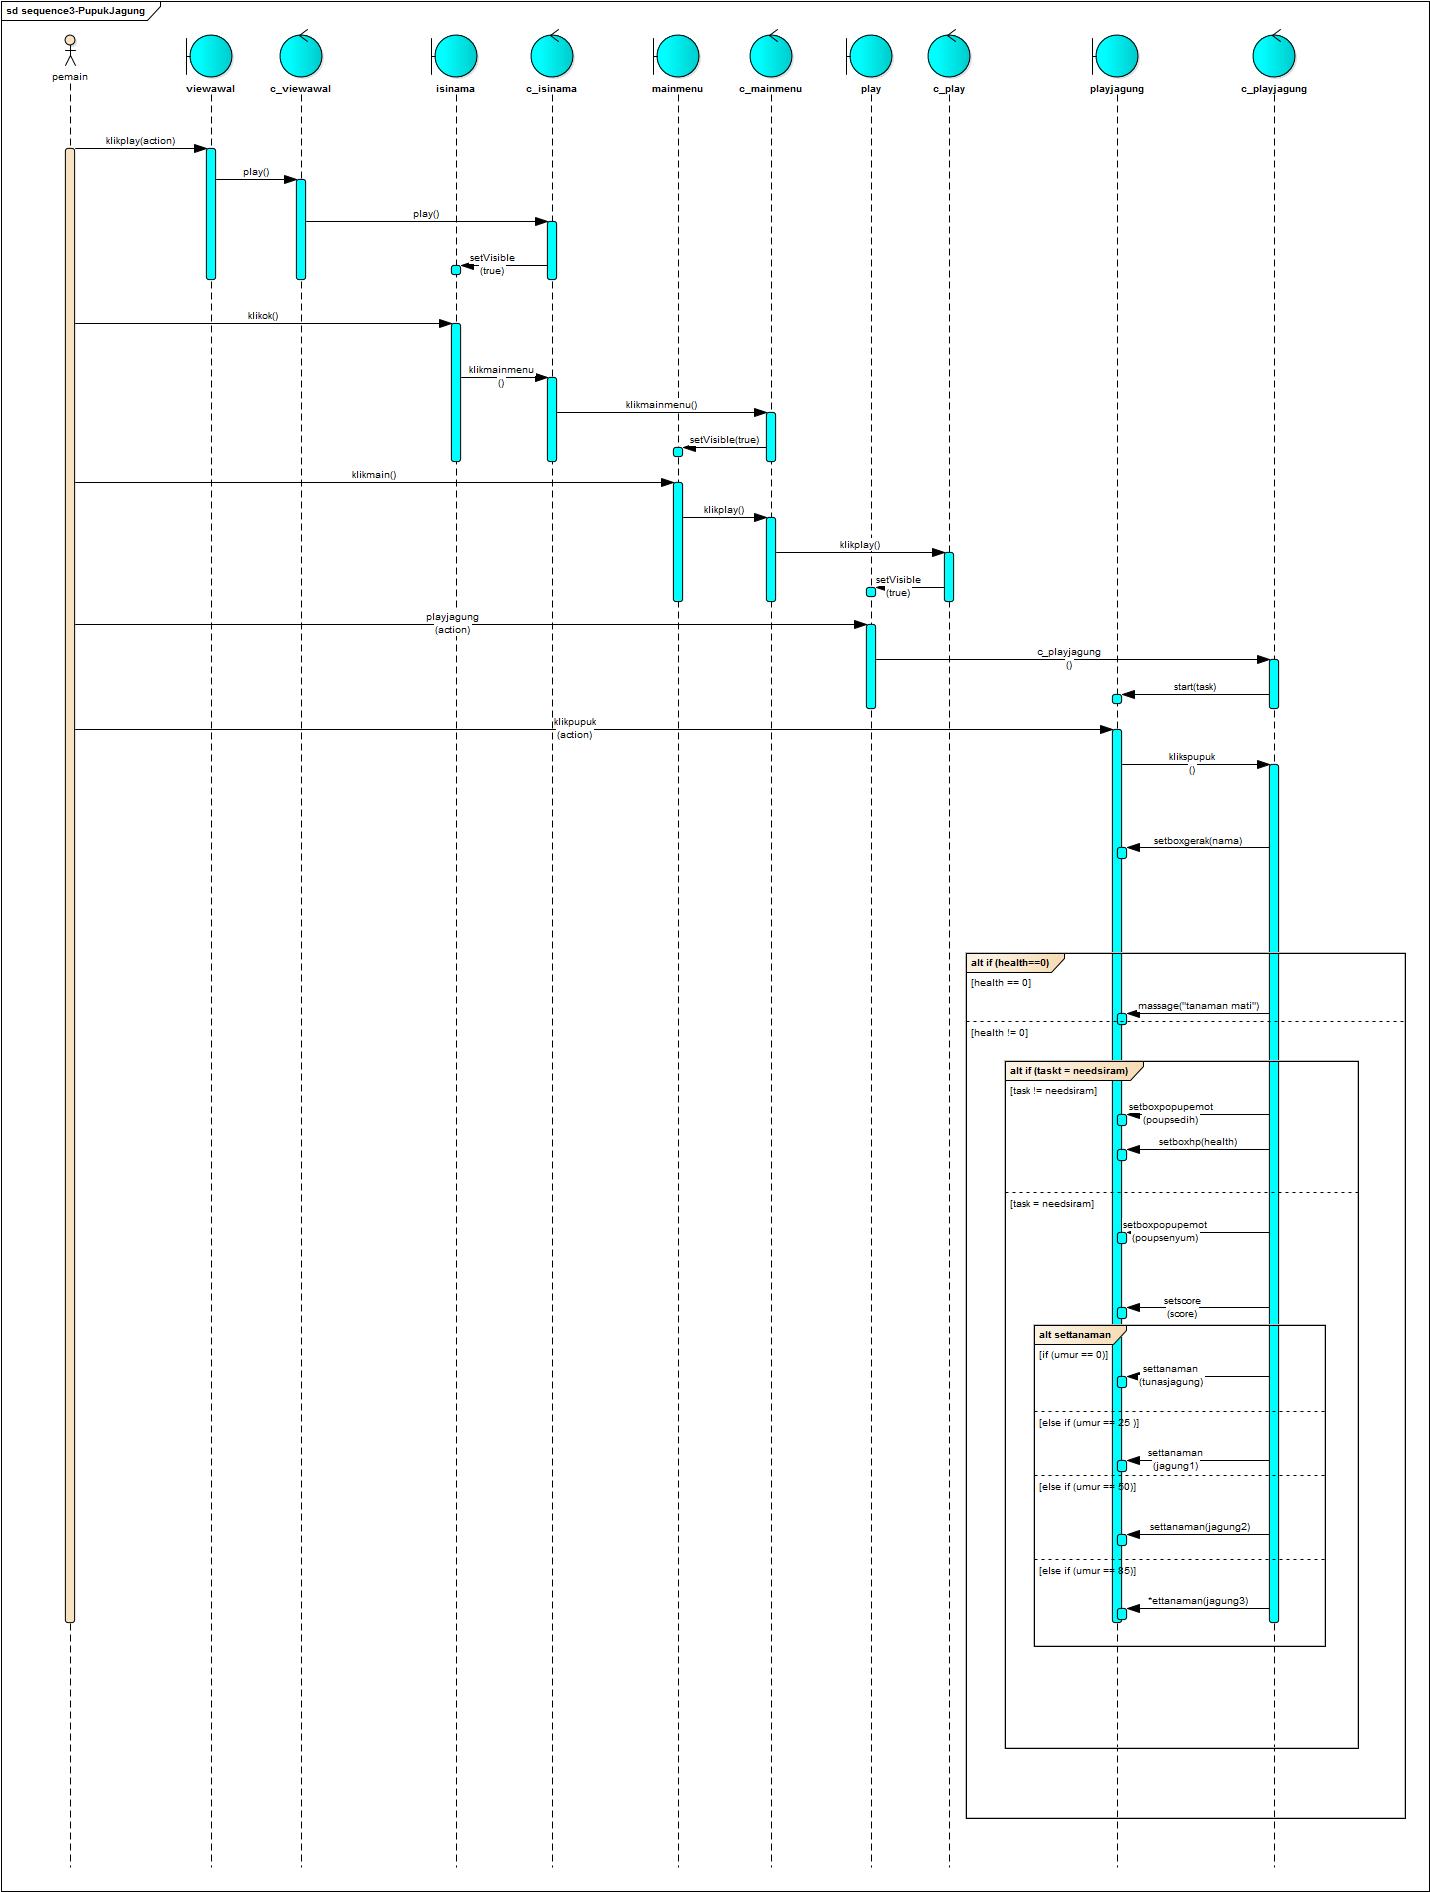 sd sequence3-PupukJagung
pemain
viewawal
c_viewawal
isinama
c_isinama
mainmenu
c_mainmenu
play
c_play
playjagung
c_playjagung
klikplay(action)
play()
play()
setVisible
(true)
klikok()
klikmainmenu
()
klikmainmenu()
setVisible(true)
klikmain()
klikplay()
klikplay()
setVisible
(true)
playjagung
(action)
c_playjagung
()
start(task)
klikpupuk
(action)
klikspupuk
()
setboxgerak(nama)
alt if (health==0)
[health == 0]
massage("tanaman mati")
[health != 0]
alt if (taskt = needsiram)
[task != needsiram]
setboxpopupemot
(poupsedih)
setboxhp(health)
[task = needsiram]
setboxpopupemot
(poupsenyum)
setscore
(score)
alt settanaman
[if (umur == 0)]
settanaman
(tunasjagung)
[else if (umur == 25 )]
settanaman
(jagung1)
[else if (umur == 50)]
settanaman(jagung2)
[else if (umur == 85)]
*ettanaman(jagung3)